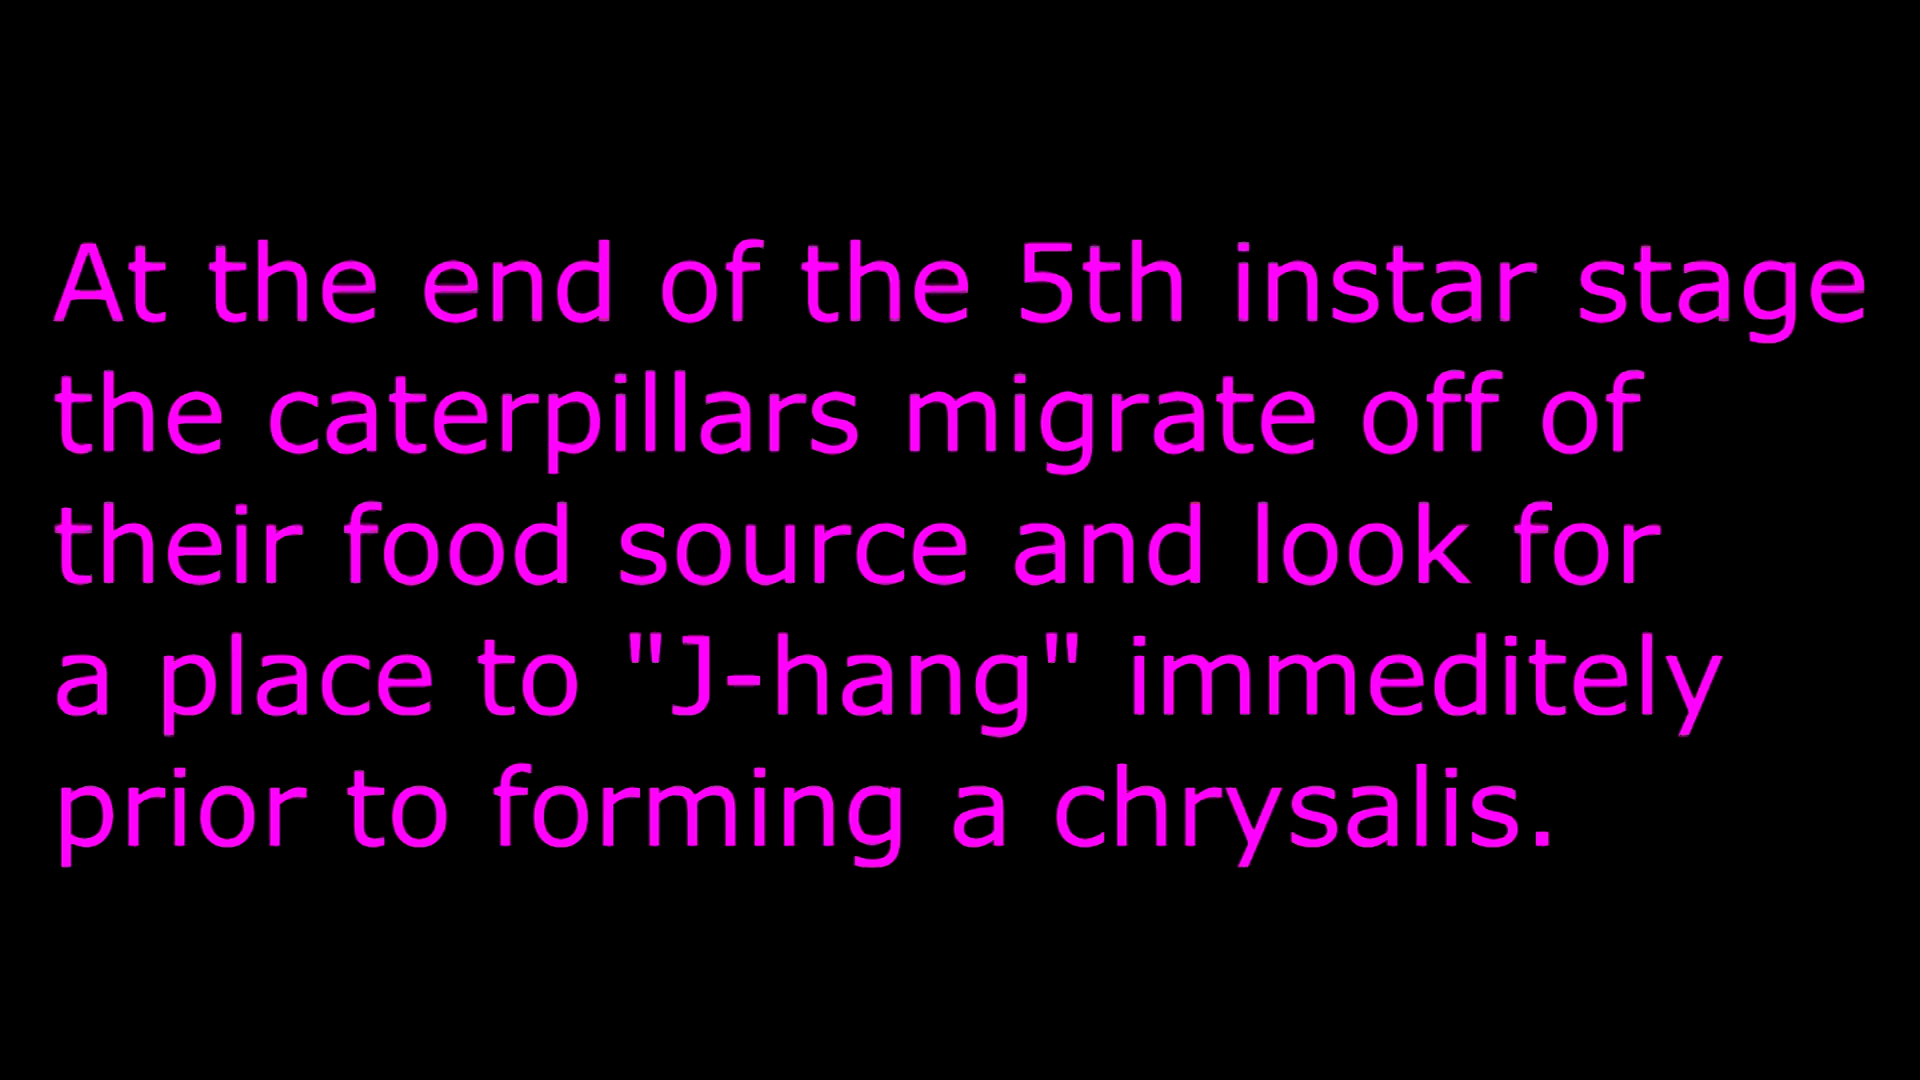 At the end of the 5th instar stage
the caterpillars migrate off of
their food source and look for
a place to "J-hang" immeditely
prior to forming a chrysalis.